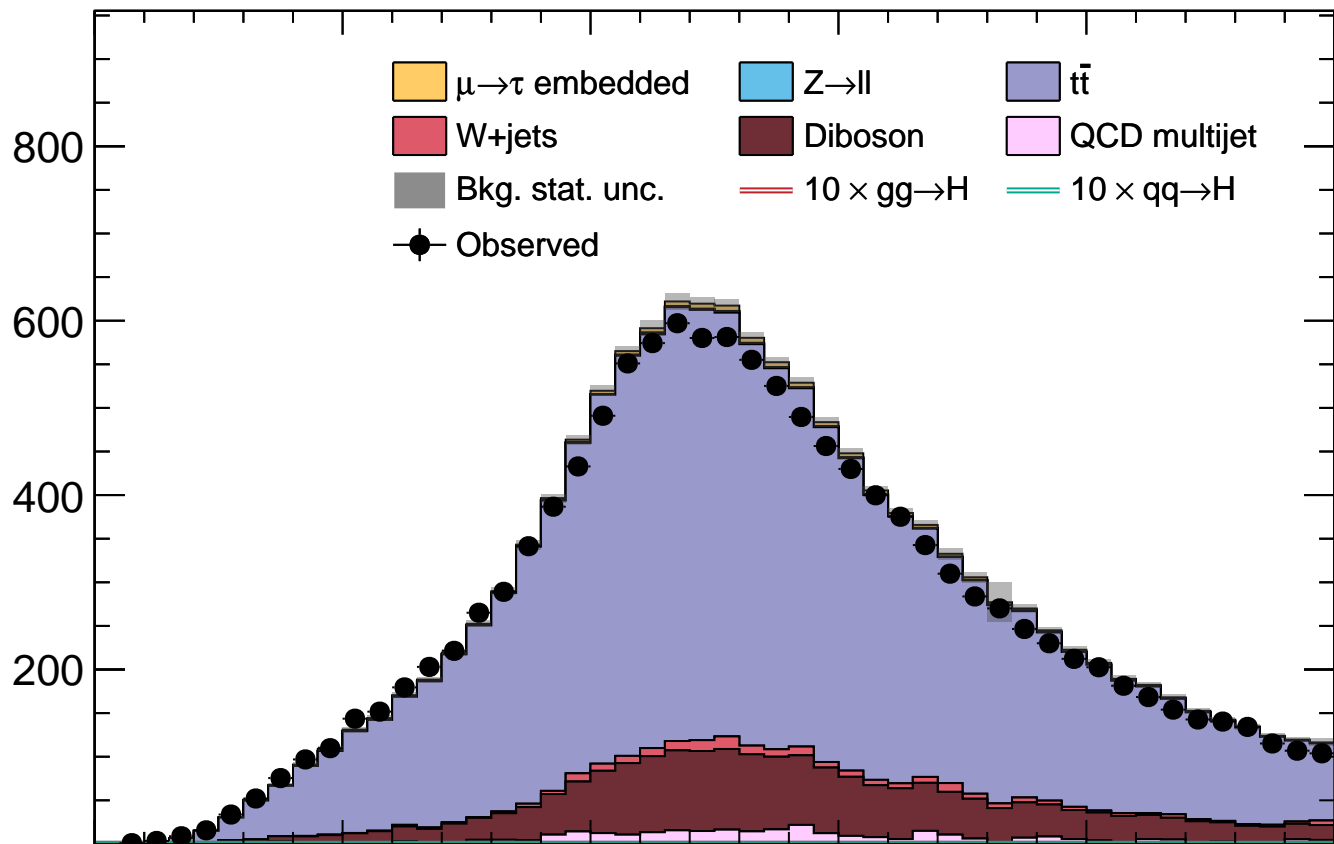 μ→τ embedded Z→ll tt̄
W+jets Diboson QCD multijet
Bkg. stat. unc. 10 × gg→H 10 × qq→H
Observed
800
600
400
200